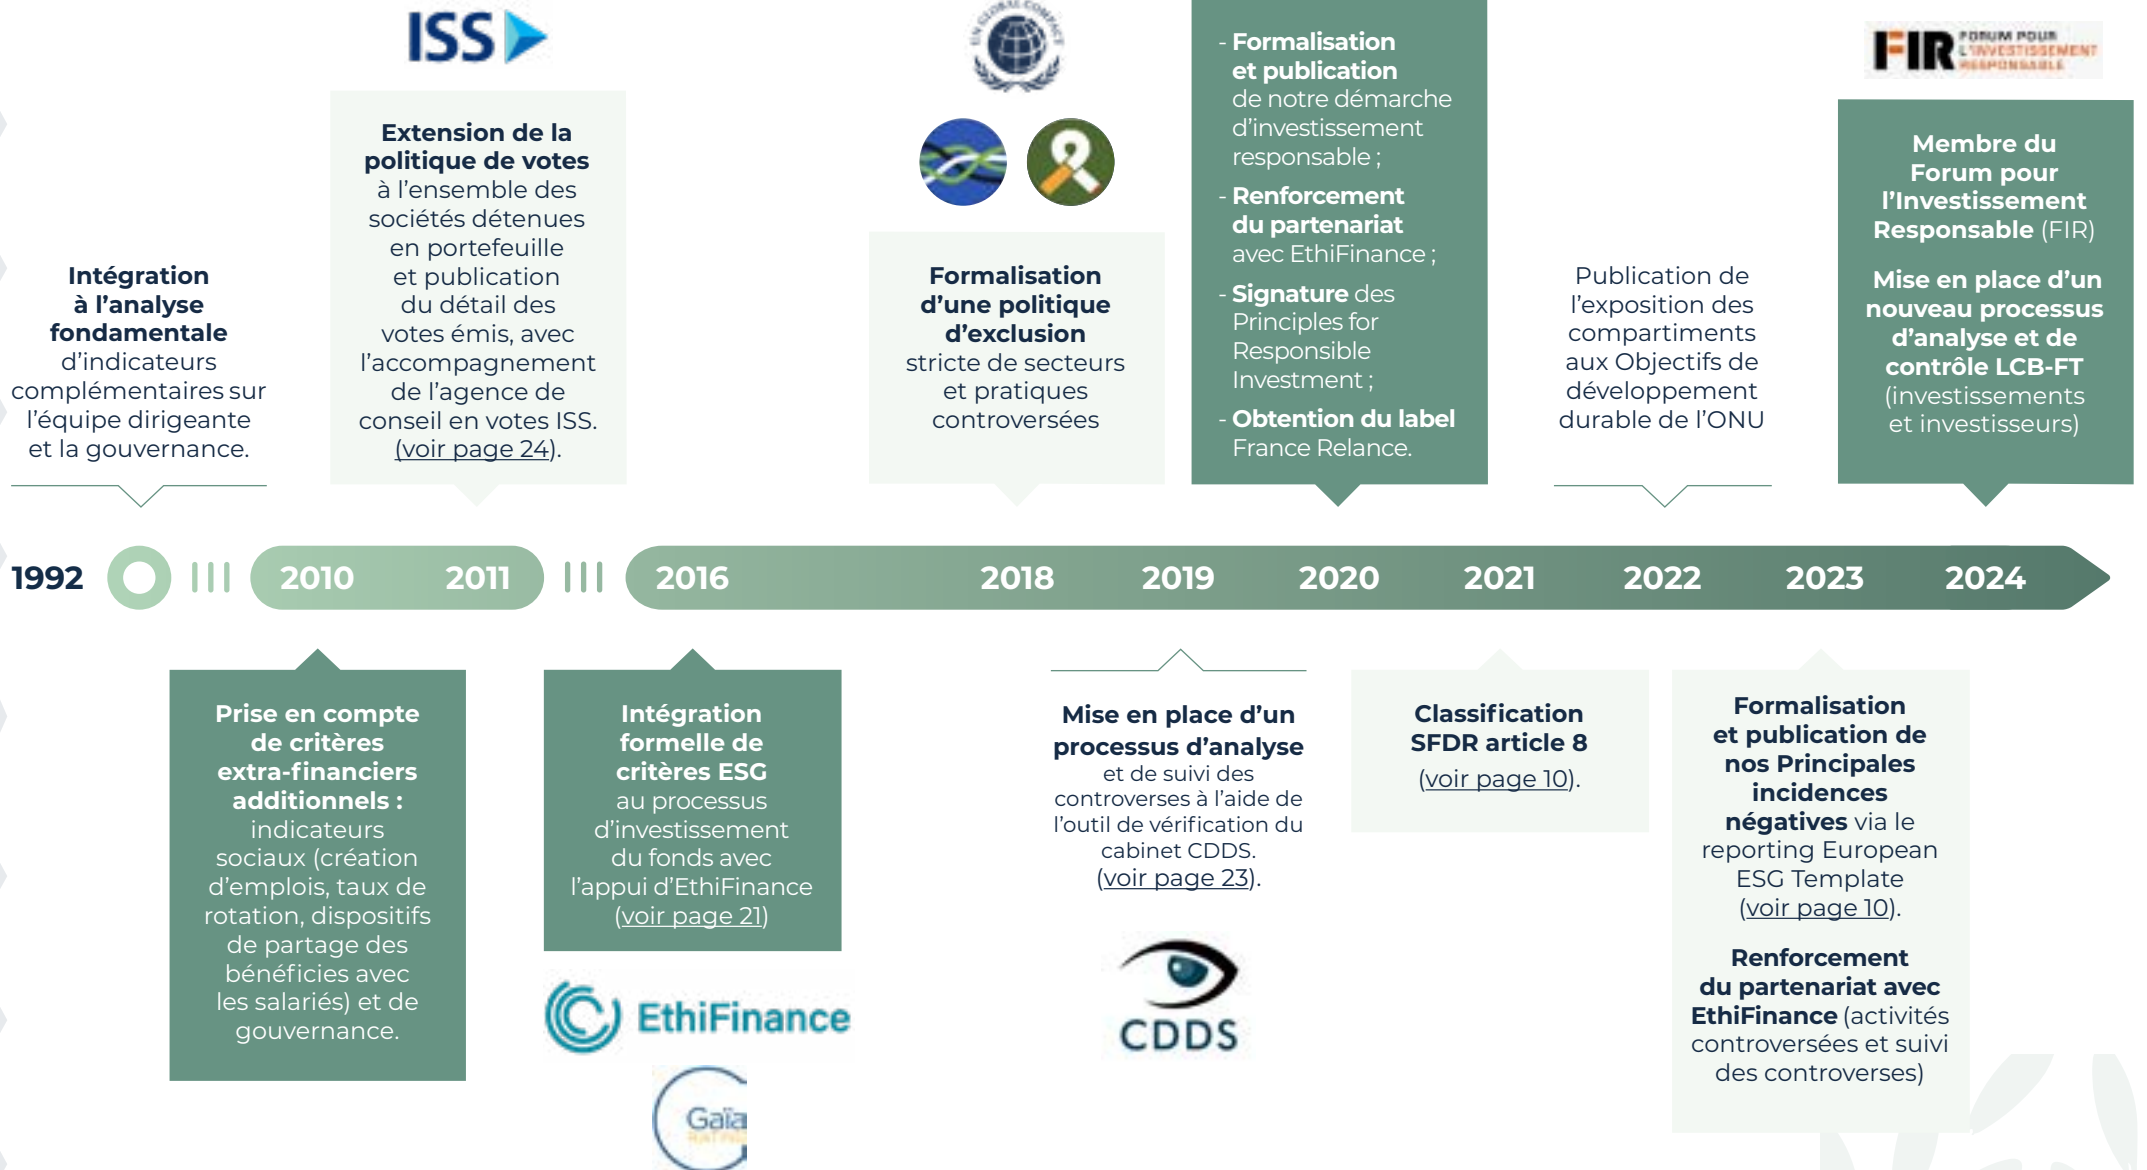 ISS
UN GLOBAL COMPACT
FIR
FORUM POUR
L'INVESTISSEMENT
RESPONSABLE
Intégration
à l’analyse
fondamentale
d’indicateurs
complémentaires sur
l’équipe dirigeante
et la gouvernance.
Extension de la
politique de votes
à l’ensemble des
sociétés détenues
en portefeuille
et publication
du détail des
votes émis, avec
l’accompagnement
de l’agence de
conseil en votes ISS.
(voir page 24).
Formalisation
d’une politique
d’exclusion
stricte de secteurs
et pratiques
controversées
- Formalisation
et publication
de notre démarche
d’investissement
responsable ;
- Renforcement
du partenariat
avec EthiFinance ;
- Signature des
Principles for
Responsible
Investment ;
- Obtention du label
France Relance.
Publication de
l’exposition des
compartiments
aux Objectifs de
développement
durable de l’ONU
Membre du
Forum pour
l’Investissement
Responsable (FIR)
Mise en place d’un
nouveau processus
d’analyse et de
contrôle LCB-FT
(investissements
et investisseurs)
1992 2010 2011 2016 2018 2019 2020 2021 2022 2023 2024
Prise en compte
de critères
extra-financiers
additionnels :
indicateurs
sociaux (création
d’emplois, taux de
rotation, dispositifs
de partage des
bénéficies avec
les salariés) et de
gouvernance.
Intégration
formelle de
critères ESG
au processus
d’investissement
du fonds avec
l’appui d’EthiFinance
(voir page 21)
EthiFinance
Gaïa
RATING
Mise en place d’un
processus d’analyse
et de suivi des
controverses à l’aide de
l’outil de vérification du
cabinet CDDS.
(voir page 23).
CDDS
Classification
SFDR article 8
(voir page 10).
Formalisation
et publication de
nos Principales
incidences
négatives via le
reporting European
ESG Template
(voir page 10).
Renforcement
du partenariat avec
EthiFinance (activités
controversées et suivi
des controverses)